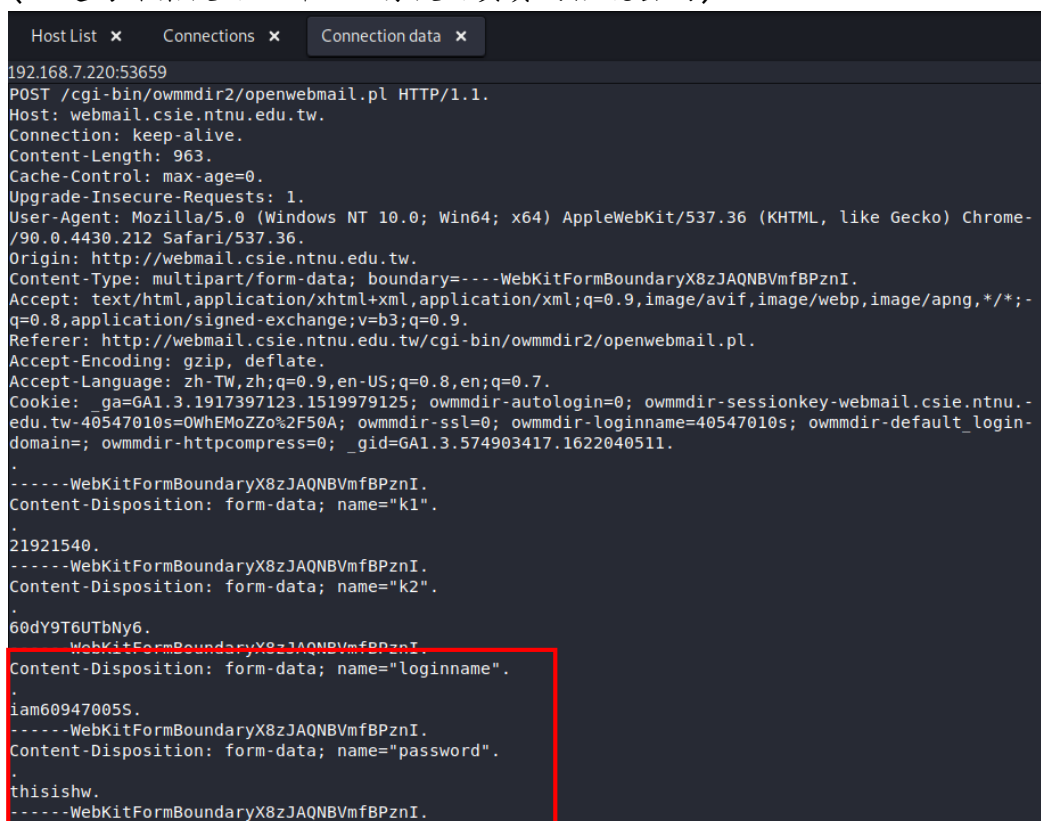 Host List × Connections × Connection data ×
192.168.7.220:53659
POST /cgi-bin/owmmdir2/openwebmail.pl HTTP/1.1.
Host: webmail.csie.ntnu.edu.tw.
Connection: keep-alive.
Content-Length: 963.
Cache-Control: max-age=0.
Upgrade-Insecure-Requests: 1.
User-Agent: Mozilla/5.0 (Windows NT 10.0; Win64; x64) AppleWebKit/537.36 (KHTML, like Gecko) Chrome-
/90.0.4430.212 Safari/537.36.
Origin: http://webmail.csie.ntnu.edu.tw.
Content-Type: multipart/form-data; boundary=----WebKitFormBoundaryX8zJAQNBVmfBPznI.
Accept: text/html,application/xhtml+xml,application/xml;q=0.9,image/avif,image/webp,image/apng,*/*;-
q=0.8,application/signed-exchange;v=b3;q=0.9.
Referer: http://webmail.csie.ntnu.edu.tw/cgi-bin/owmmdir2/openwebmail.pl.
Accept-Encoding: gzip, deflate.
Accept-Language: zh-TW,zh;q=0.9,en-US;q=0.8,en;q=0.7.
Cookie: _ga=GA1.3.1917397123.1519979125; owmmdir-autologin=0; owmmdir-sessionkey-webmail.csie.ntnu.-
edu.tw-40547010s=OWhEMoZZo%2F50A; owmmdir-ssl=0; owmmdir-loginname=40547010s; owmmdir-default_login-
domain=; owmmdir-httpcompress=0; _gid=GA1.3.574903417.1622040511.
.
------WebKitFormBoundaryX8zJAQNBVmfBPznI.
Content-Disposition: form-data; name="k1".
.
21921540.
------WebKitFormBoundaryX8zJAQNBVmfBPznI.
Content-Disposition: form-data; name="k2".
.
60dY9T6UTbNy6.
------WebKitFormBoundaryX8zJAQNBVmfBPznI.
Content-Disposition: form-data; name="loginname".
.
iam60947005S.
------WebKitFormBoundaryX8zJAQNBVmfBPznI.
Content-Disposition: form-data; name="password".
.
thisishw.
------WebKitFormBoundaryX8zJAQNBVmfBPznI.